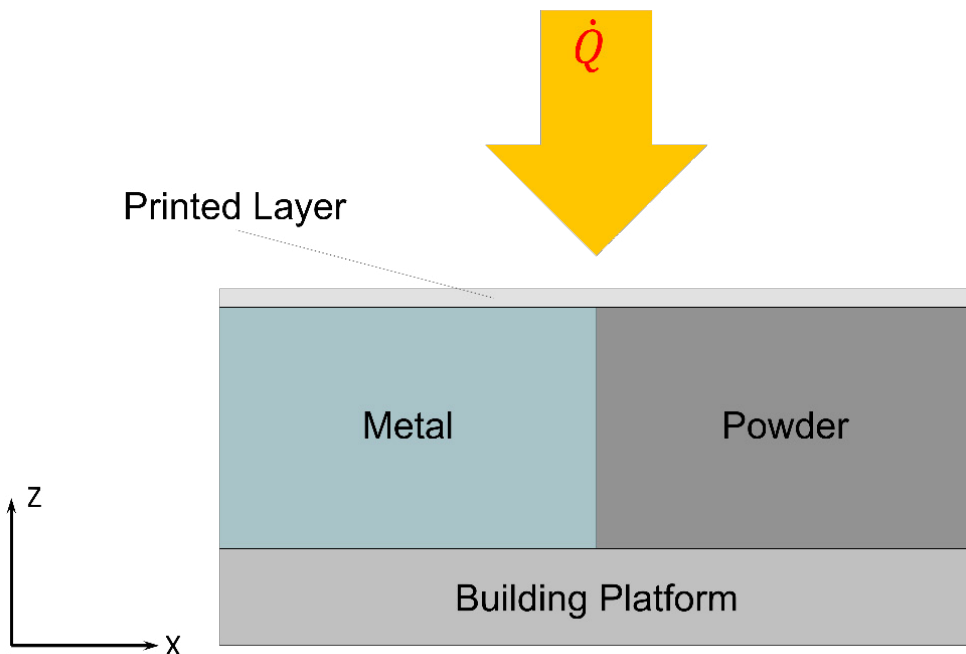 Q̇
Printed Layer
Metal
Powder
Z
Building Platform
X